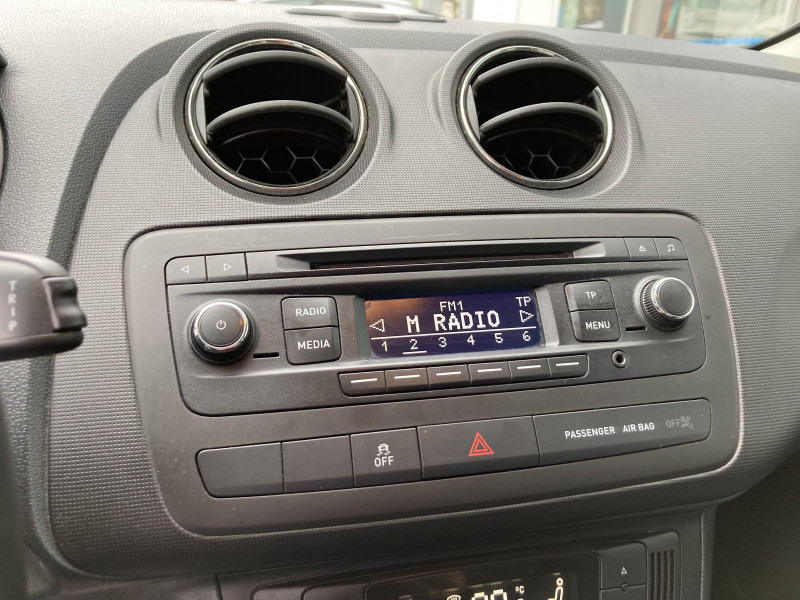 TRIP
RADIO
MEDIA
FM1
TP
M RADIO
1 2 3 4 5 6
TP
MENU
OFF
PASSENGER AIR BAG OFF
°C